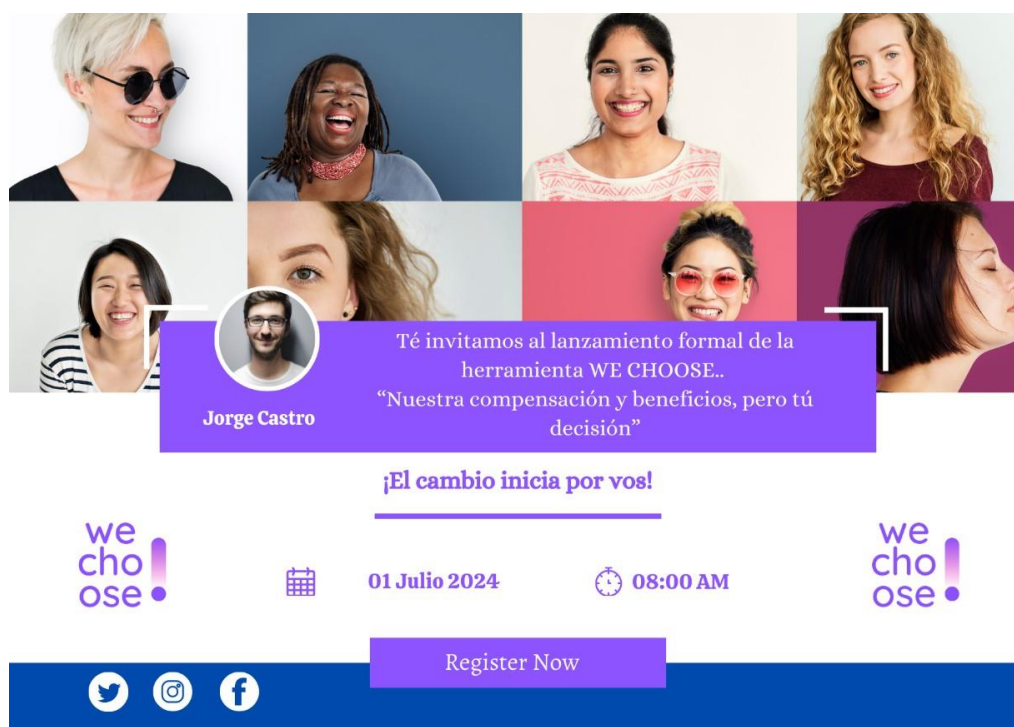 Té invitamos al lanzamiento formal de la
herramienta WE CHOOSE..
“Nuestra compensación y beneficios, pero tú
decisión”
Jorge Castro
¡El cambio inicia por vos!
we
cho
ose!
we
cho
ose!
01 Julio 2024
08:00 AM
Register Now